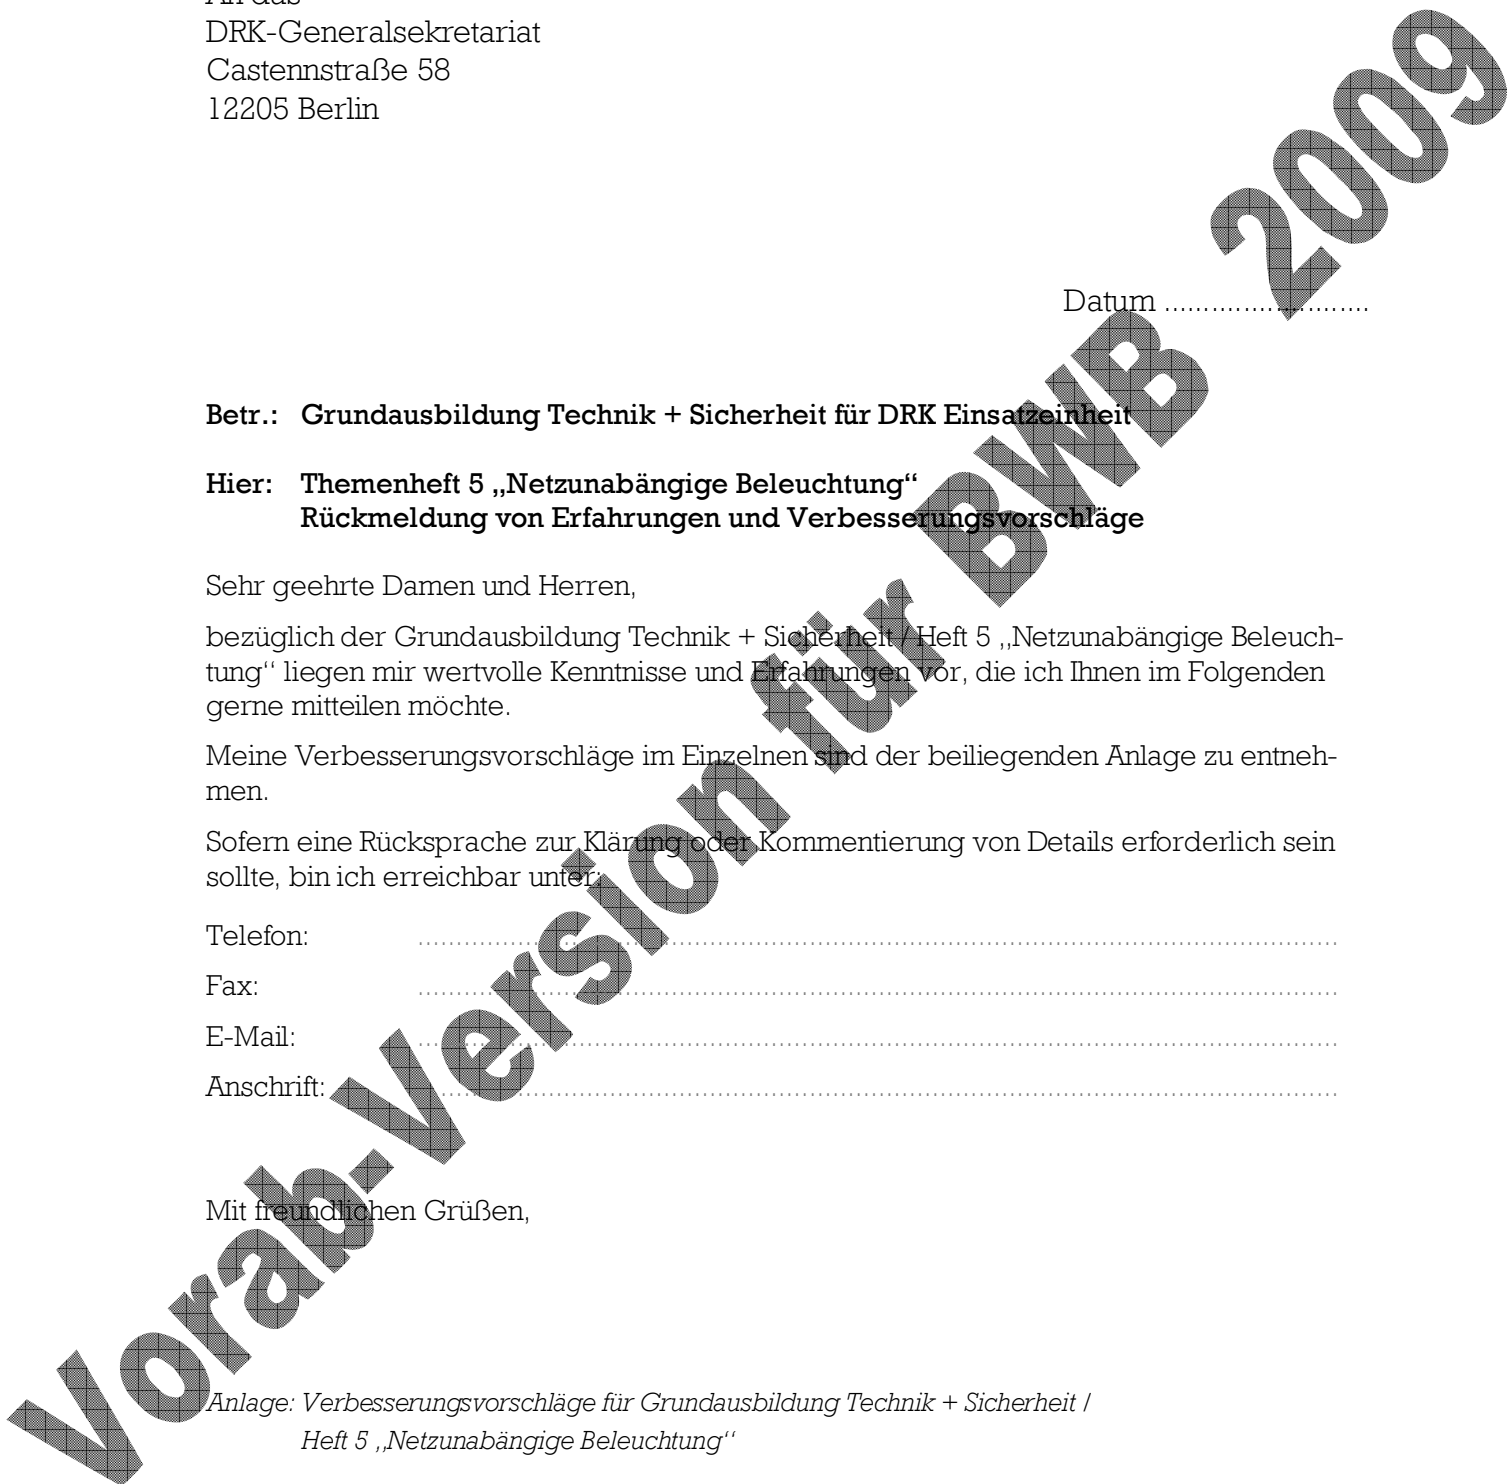 An das
DRK-Generalsekretariat
Castennstraße 58
12205 Berlin
Datum ..........................
Betr.: Grundausbildung Technik + Sicherheit für DRK Einsatzeinheit
Hier: Themenheft 5 „Netzunabängige Beleuchtung“
Rückmeldung von Erfahrungen und Verbesserungsvorschläge
Sehr geehrte Damen und Herren,
bezüglich der Grundausbildung Technik + Sicherheit / Heft 5 „Netzunabängige Beleuch-
tung“ liegen mir wertvolle Kenntnisse und Erfahrungen vor, die ich Ihnen im Folgenden
gerne mitteilen möchte.
Meine Verbesserungsvorschläge im Einzelnen sind der beiliegenden Anlage zu entneh-
men.
Sofern eine Rücksprache zur Klärung oder Kommentierung von Details erforderlich sein
sollte, bin ich erreichbar unter:
Telefon: ..........................
Fax: ..........................
E-Mail: ..........................
Anschrift: ..........................
Mit freundlichen Grüßen,
Anlage: Verbesserungsvorschläge für Grundausbildung Technik + Sicherheit /
Heft 5 „Netzunabängige Beleuchtung“
Vorab-Version für BWB 2009